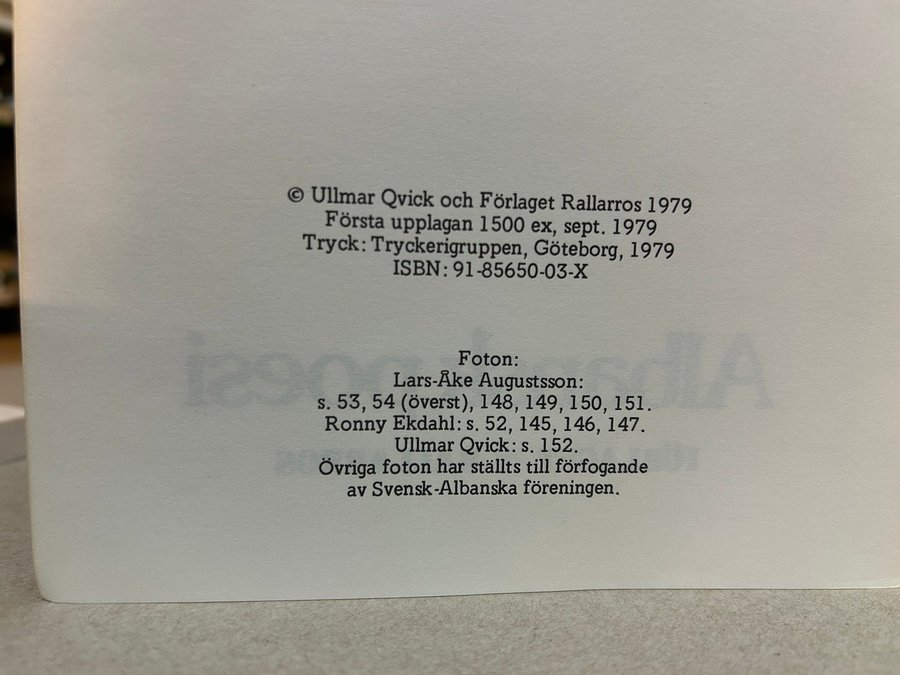 © Ullmar Qvick och Förlaget Rallarros 1979
Första upplagan 1500 ex, sept. 1979
Tryck: Tryckerigruppen, Göteborg, 1979
ISBN: 91-85650-03-X
Foton:
Lars-Åke Augustsson:
s. 53, 54 (överst), 148, 149, 150, 151.
Ronny Ekdahl: s. 52, 145, 146, 147.
Ullmar Qvick: s. 152.
Övriga foton har ställts till förfogande
av Svensk-Albanska föreningen.